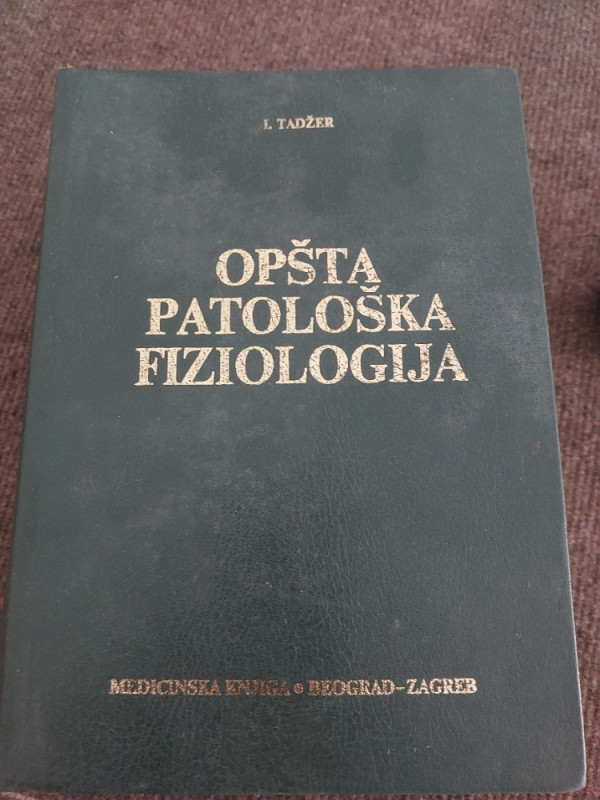 I. TADŽER
OPŠTA
PATOLOŠKA
FIZIOLOGIJA
MEDICINSKA KNJIGA • BEOGRAD–ZAGREB